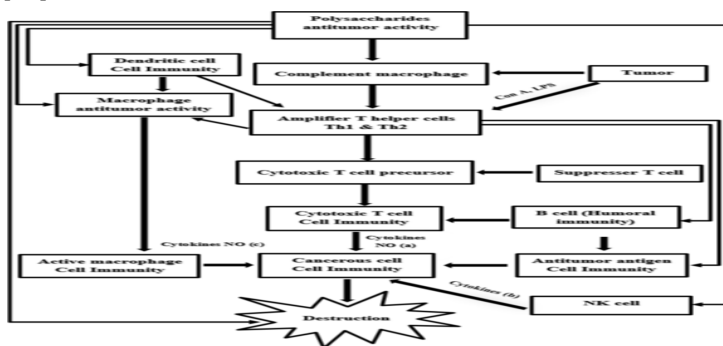 Polysaccharides
antitumor activity
Dendritic cell
Cell Immunity
Complement macrophage
Tumor
Con A, LPS
Macrophage
antitumor activity
Amplifier T helper cells
Th1 & Th2
Cytotoxic T cell precursor
Suppresser T cell
Cytotoxic T cell
Cell Immunity
B cell (Humoral
immunity)
Cytokines NO (c)
Cytokines
NO (a)
Active macrophage
Cell Immunity
Cancerous cell
Cell Immunity
Antitumor antigen
Cell Immunity
Cytokines (b)
NK cell
Destruction